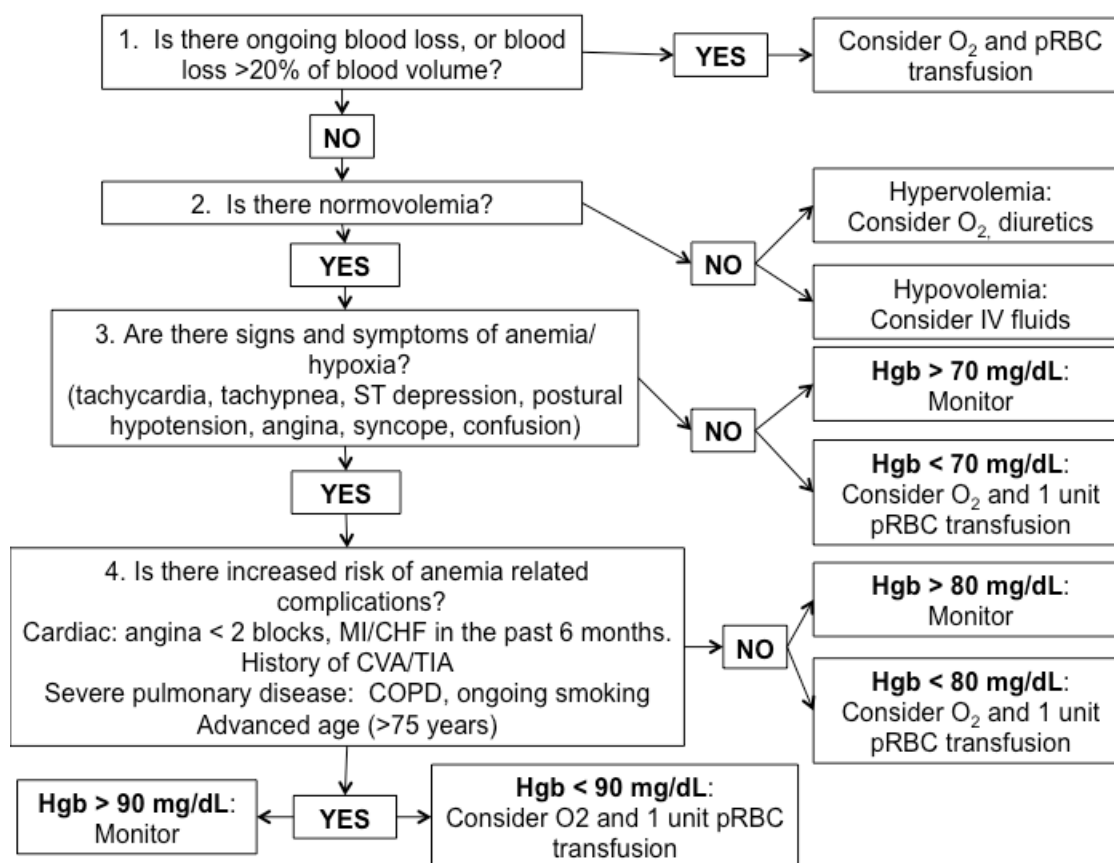 1. Is there ongoing blood loss, or blood
loss >20% of blood volume?
YES
Consider O₂ and pRBC
transfusion
NO
2. Is there normovolemia?
Hypervolemia:
Consider O₂, diuretics
NO
YES
Hypovolemia:
Consider IV fluids
3. Are there signs and symptoms of anemia/
hypoxia?
(tachycardia, tachypnea, ST depression, postural
hypotension, angina, syncope, confusion)
Hgb > 70 mg/dL:
Monitor
NO
Hgb < 70 mg/dL:
Consider O₂ and 1 unit
pRBC transfusion
YES
4. Is there increased risk of anemia related
complications?
Cardiac: angina < 2 blocks, MI/CHF in the past 6 months.
History of CVA/TIA
Severe pulmonary disease: COPD, ongoing smoking
Advanced age (>75 years)
Hgb > 80 mg/dL:
Monitor
NO
Hgb < 80 mg/dL:
Consider O₂ and 1 unit
pRBC transfusion
Hgb > 90 mg/dL:
Monitor
YES
Hgb < 90 mg/dL:
Consider O2 and 1 unit pRBC
transfusion